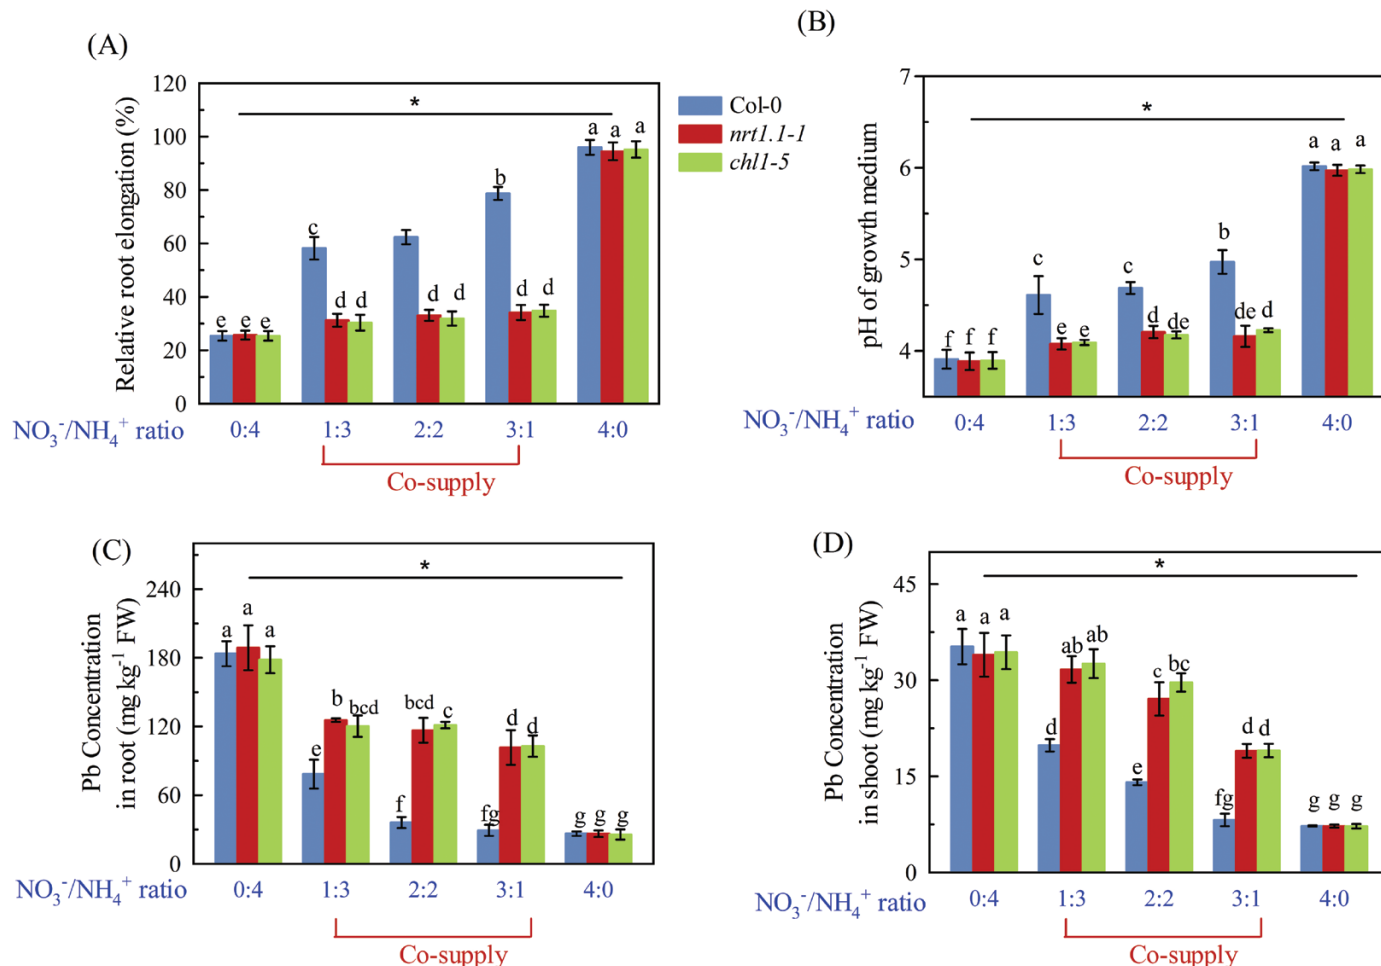 (A)
Relative root elongation (%)
120
100
80
60
40
20
0
*
e e e
c
d d
d d
b
d d
a a a
NO₃⁻/NH₄⁺ ratio
0:4 1:3 2:2 3:1 4:0
Co-supply
Col-0
nrt1.1-1
chl1-5
(B)
pH of growth medium
7
6
5
4
*
f f f
c
e e
c
d de
b
de d
a a a
NO₃⁻/NH₄⁺ ratio
0:4 1:3 2:2 3:1 4:0
Co-supply
(C)
Pb Concentration
in root (mg kg⁻¹ FW)
240
180
120
60
0
*
a a a
e b bcd
f bcd c
fg d d
g g g
NO₃⁻/NH₄⁺ ratio
0:4 1:3 2:2 3:1 4:0
Co-supply
(D)
Pb Concentration
in shoot (mg kg⁻¹ FW)
45
30
15
0
*
a a a
d ab ab
e c bc
fg d d
g g g
NO₃⁻/NH₄⁺ ratio
0:4 1:3 2:2 3:1 4:0
Co-supply